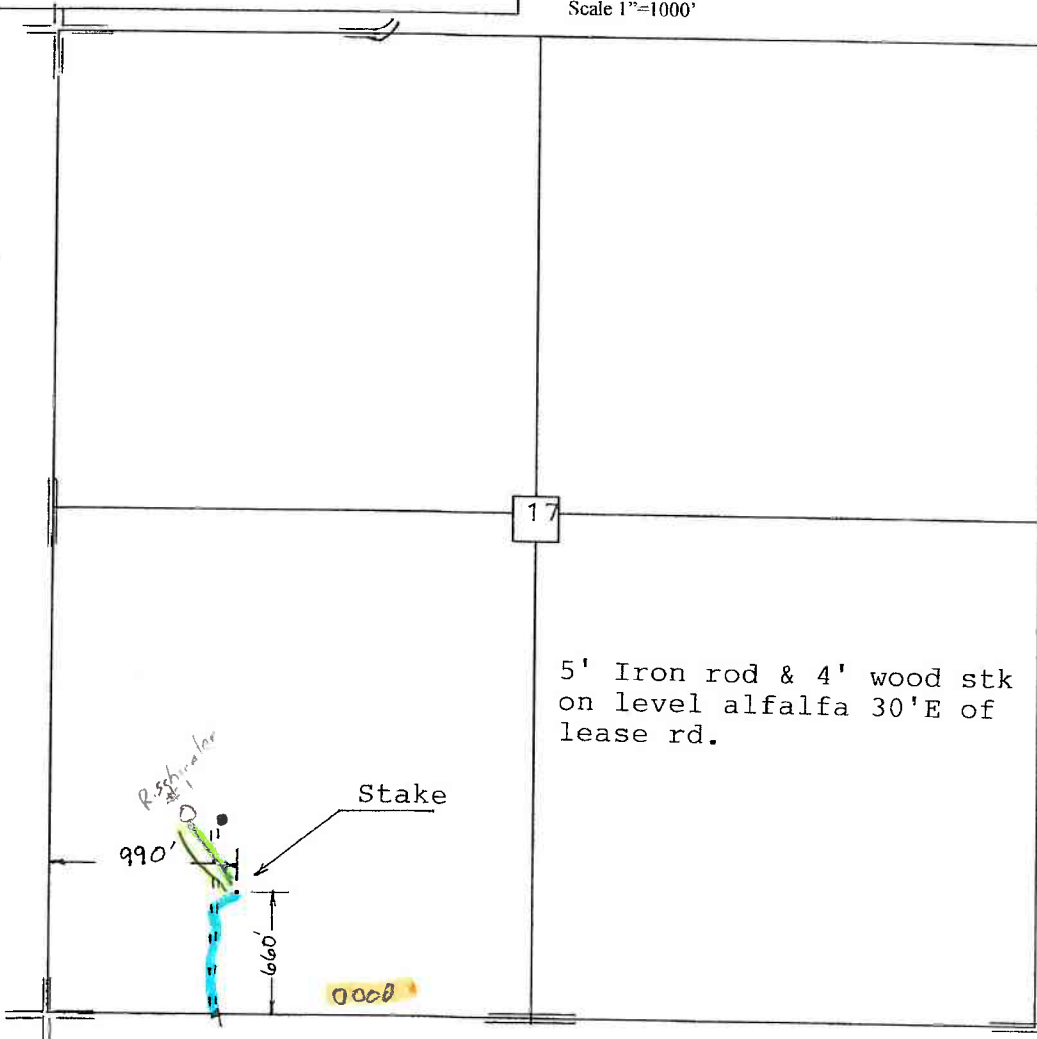 Scale 1"=1000'
17
5' Iron rod & 4' wood stk
on level alfalfa 30'E of
lease rd.
#1
Stake
990'
660'